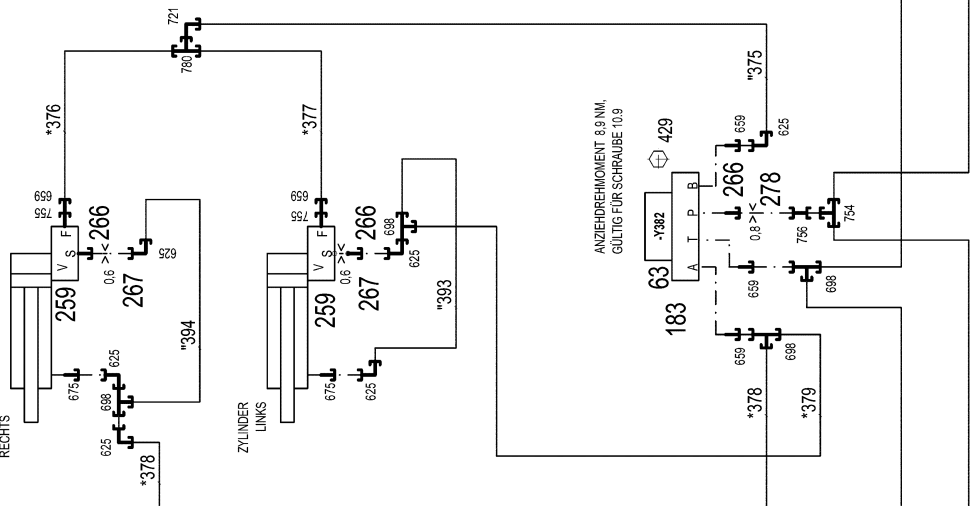 721
780
*376
*377
"375
659
755
659
755
F
S
V
266
0,6
267
259
625
"394
675
625
698
625
*378
RECHTS
F
S
V
266
0,6
267
259
698
625
"393
675
625
ZYLINDER
LINKS
ANZIEHDREHMOMENT 8,9 NM,
GÜLTIG FÜR SCHRAUBE 10.9
429
-Y382
A
T
P
B
63
183
659
625
266
0,8
278
756
754
659
698
659
698
*378
*379